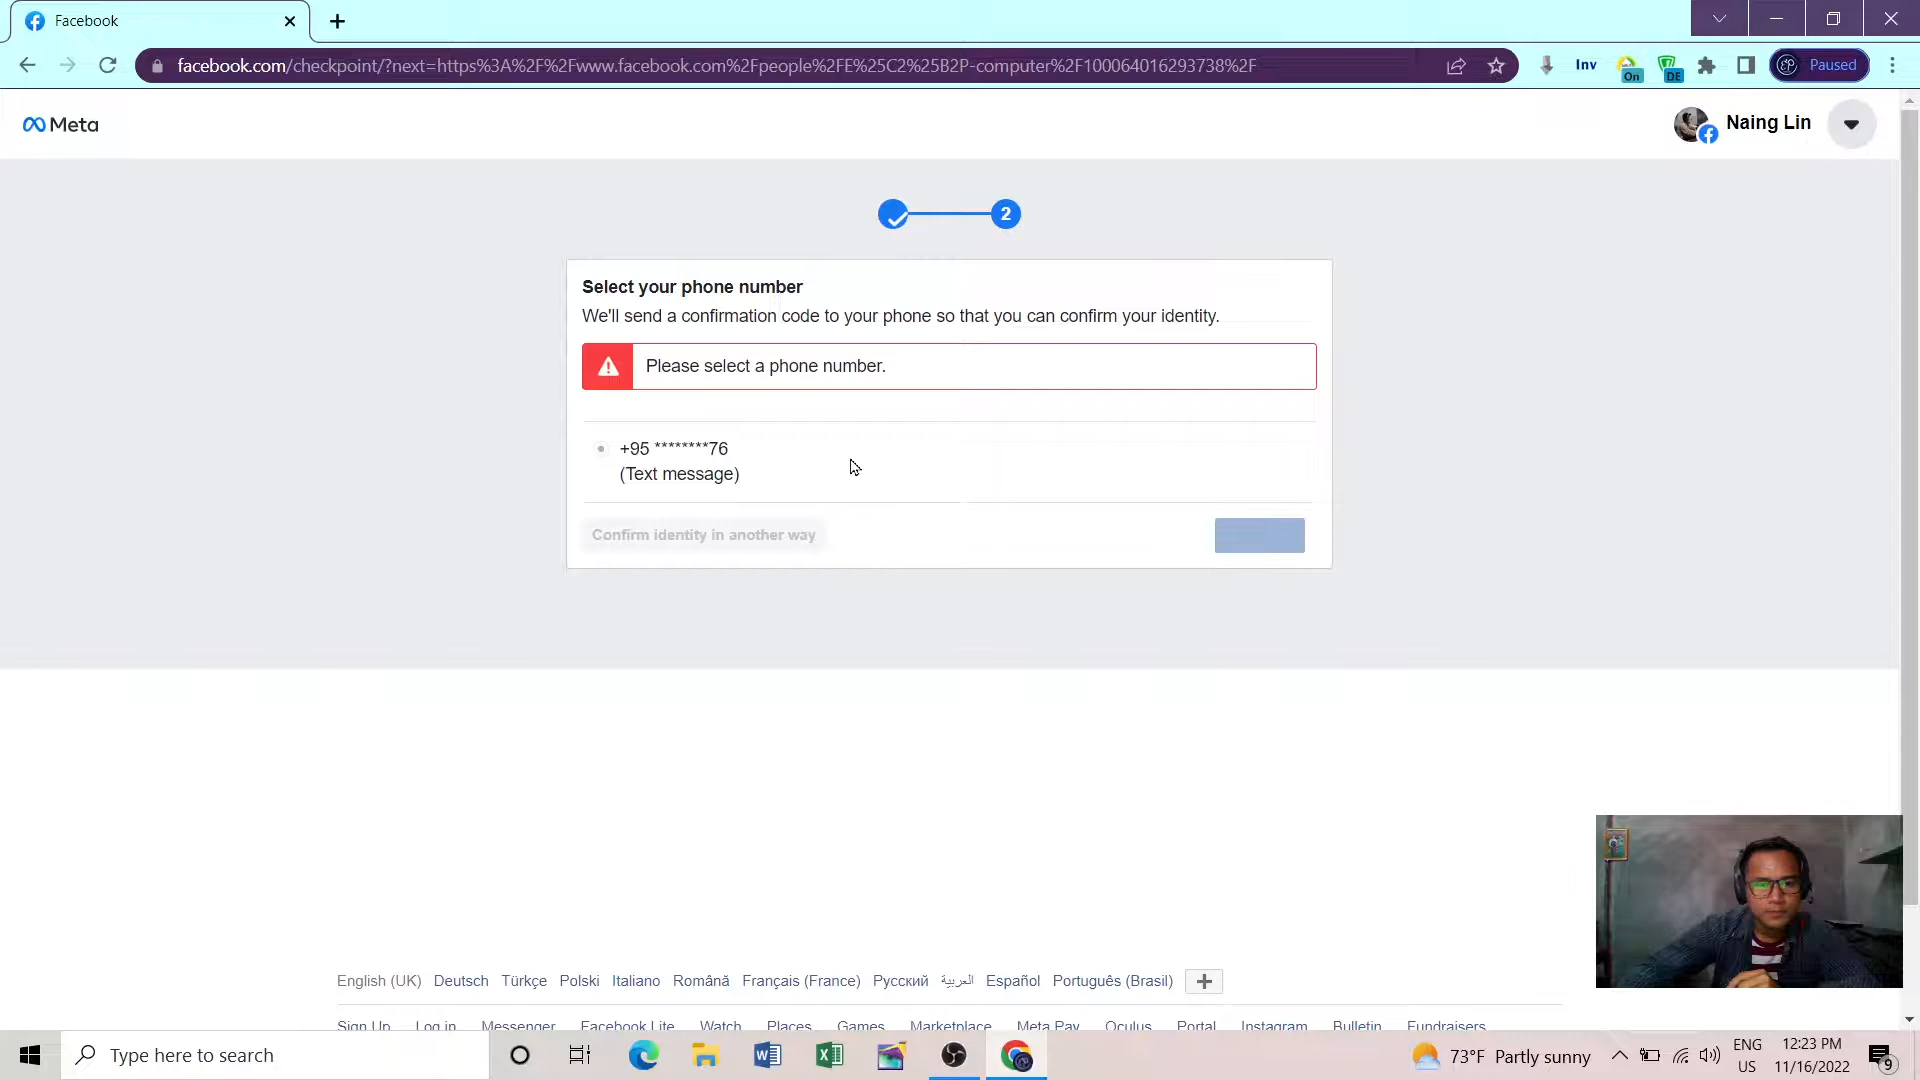 Facebook
facebook.com/checkpoint/?next=https%3A%2F%2Fwww.facebook.com%2Fpeople%2FE%25C2%25B2P-computer%2F100064016293738%2F
Inv
On
DE
Paused
Meta
Naing Lin
2
Select your phone number
We'll send a confirmation code to your phone so that you can confirm your identity.
Please select a phone number.
+95 ********76
(Text message)
Confirm identity in another way
English (UK) Deutsch Türkçe Polski Italiano Română Français (France) Русский العربية Español Português (Brasil)
Sign Up Log in Messenger Facebook Lite Watch Places Games Marketplace Meta Pay Oculus Portal Instagram Bulletin Fundraisers
Type here to search
73°F Partly sunny
ENG
US
12:23 PM
11/16/2022
9